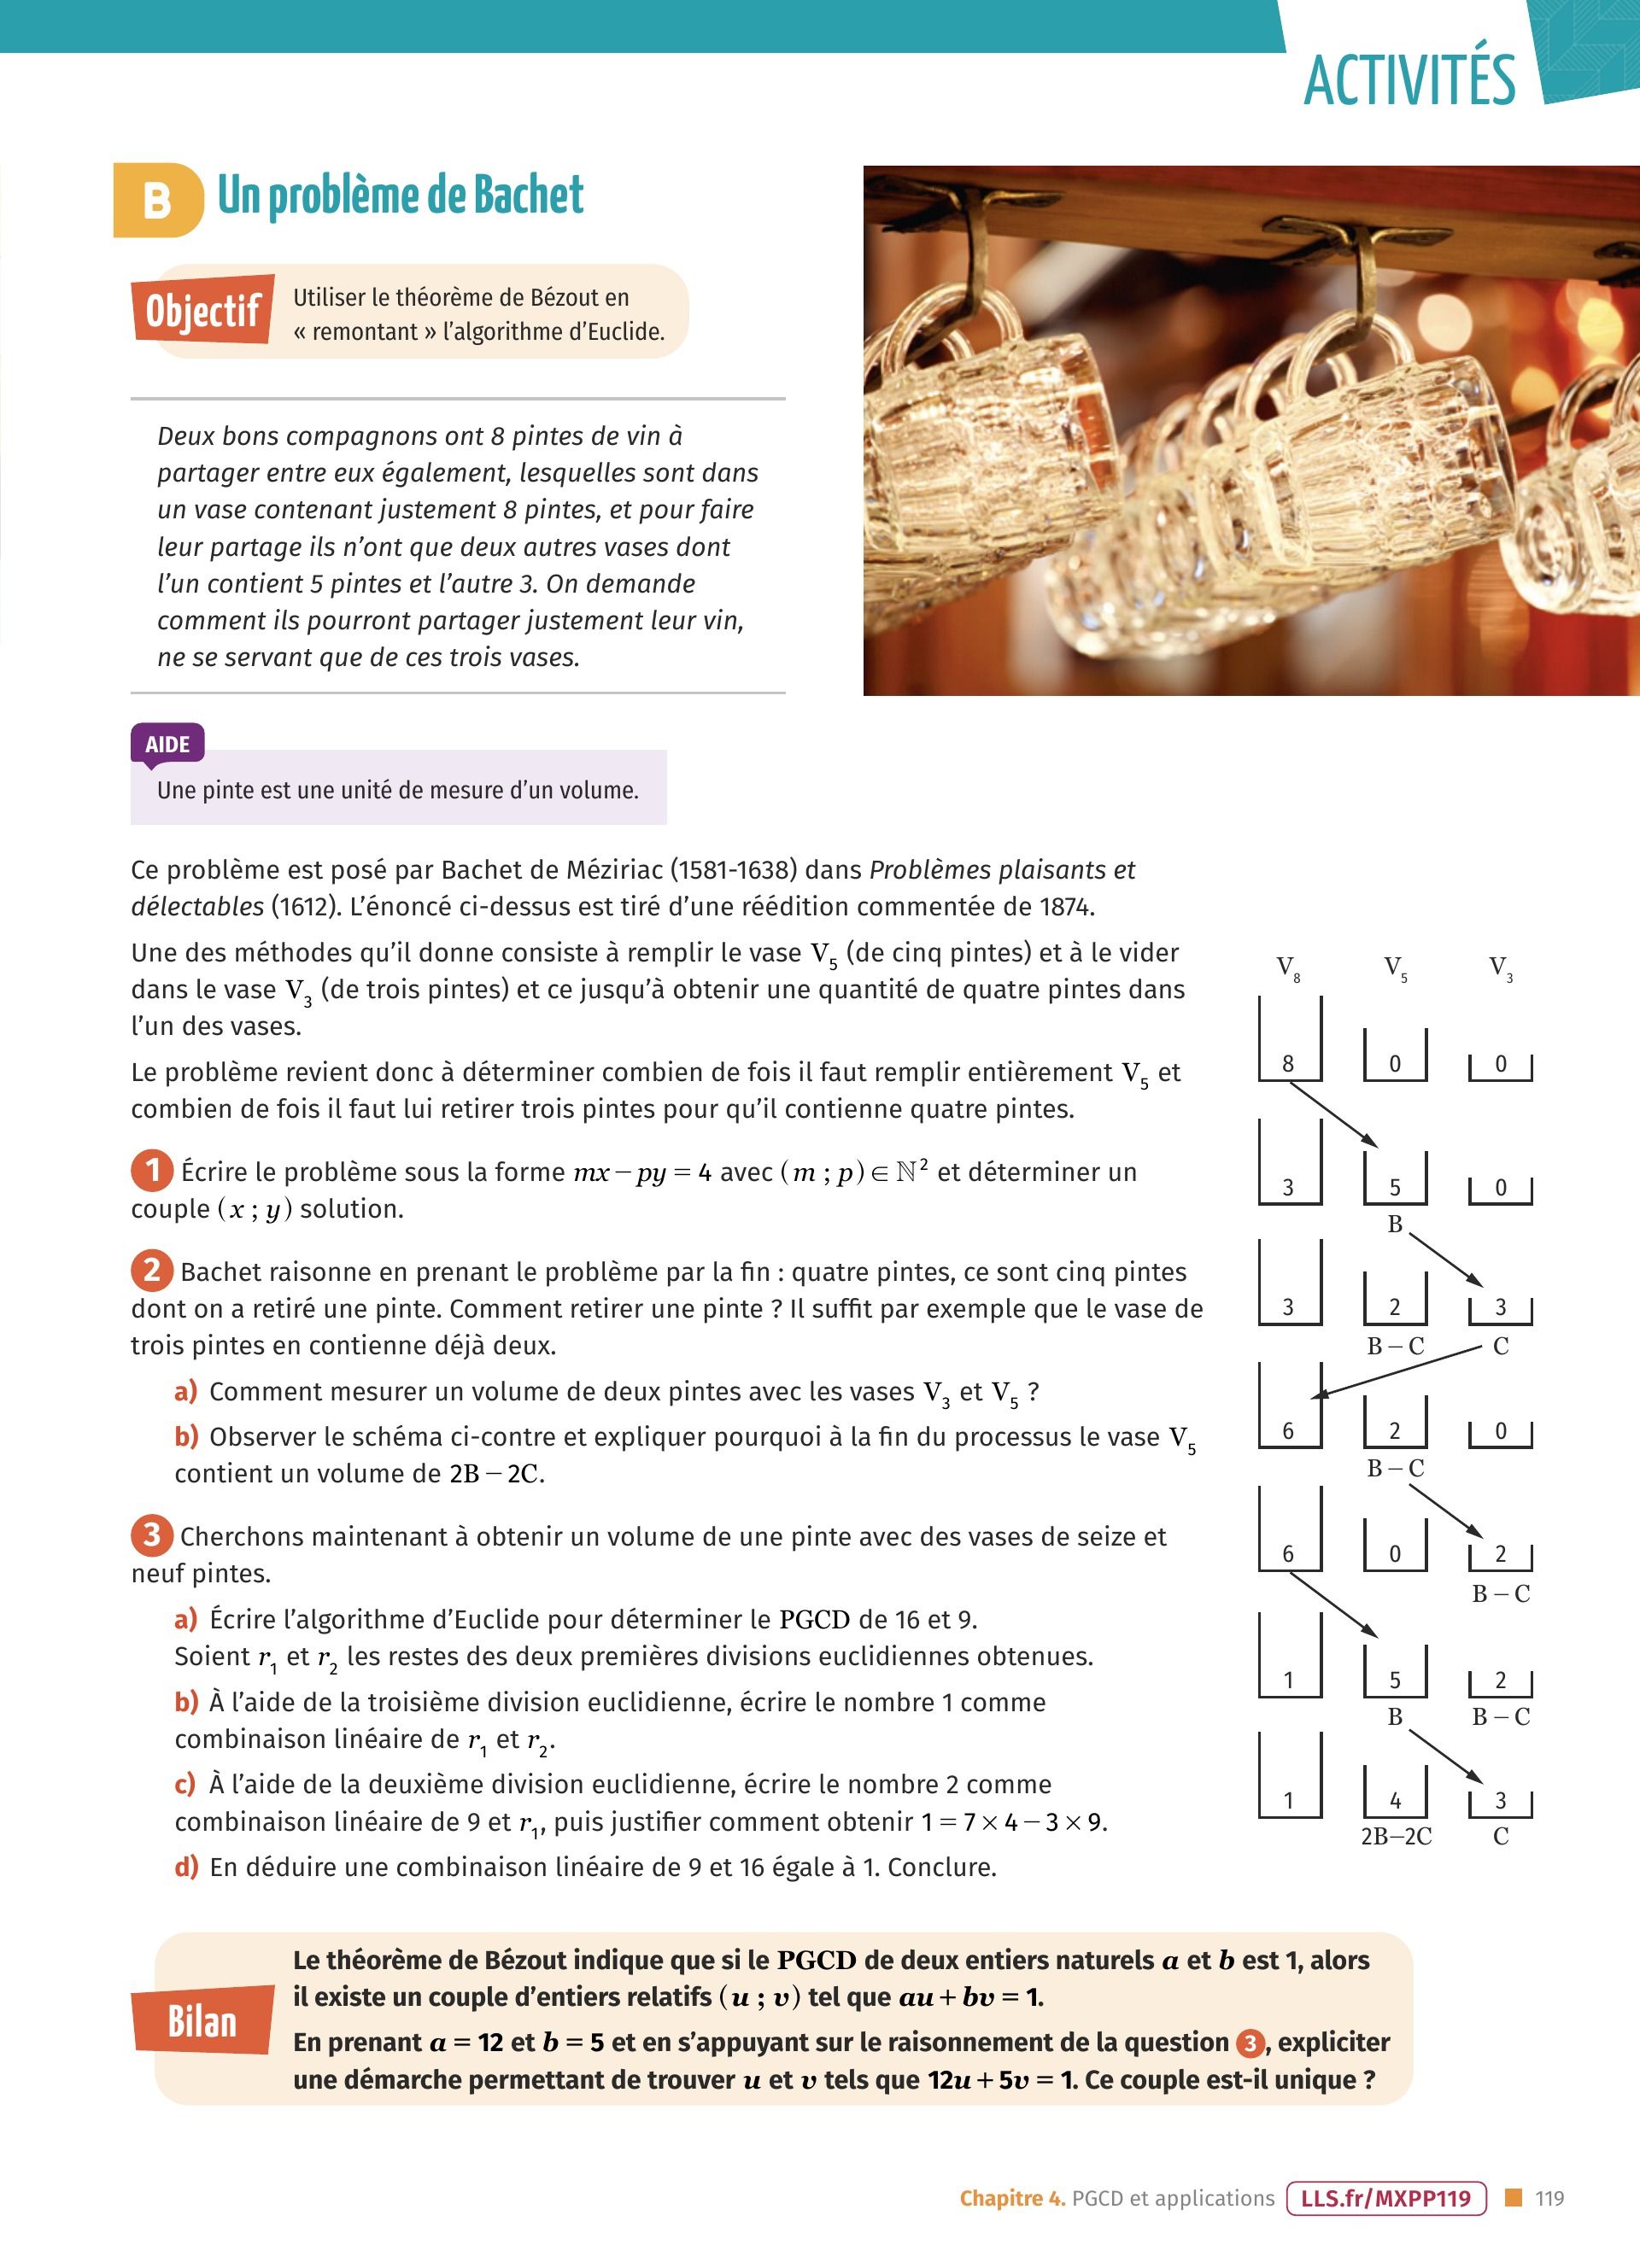 ACTIVITÉS
B Un problème de Bachet
Objectif
Utiliser le théorème de Bézout en
« remontant » l’algorithme d’Euclide.
Deux bons compagnons ont 8 pintes de vin à
partager entre eux également, lesquelles sont dans
un vase contenant justement 8 pintes, et pour faire
leur partage ils n’ont que deux autres vases dont
l’un contient 5 pintes et l’autre 3. On demande
comment ils pourront partager justement leur vin,
ne se servant que de ces trois vases.
AIDE
Une pinte est une unité de mesure d’un volume.
Ce problème est posé par Bachet de Méziriac (1581-1638) dans Problèmes plaisants et
délectables (1612). L’énoncé ci-dessus est tiré d’une réédition commentée de 1874.
Une des méthodes qu’il donne consiste à remplir le vase V₅ (de cinq pintes) et à le vider
dans le vase V₃ (de trois pintes) et ce jusqu’à obtenir une quantité de quatre pintes dans
l’un des vases.
Le problème revient donc à déterminer combien de fois il faut remplir entièrement V₅ et
combien de fois il faut lui retirer trois pintes pour qu’il contienne quatre pintes.
1 Écrire le problème sous la forme mx − py = 4 avec (m ; p) ∈ ℕ² et déterminer un
couple (x ; y) solution.
2 Bachet raisonne en prenant le problème par la fin : quatre pintes, ce sont cinq pintes
dont on a retiré une pinte. Comment retirer une pinte ? Il suffit par exemple que le vase de
trois pintes en contienne déjà deux.
a) Comment mesurer un volume de deux pintes avec les vases V₃ et V₅ ?
b) Observer le schéma ci-contre et expliquer pourquoi à la fin du processus le vase V₅
contient un volume de 2B − 2C.
3 Cherchons maintenant à obtenir un volume de une pinte avec des vases de seize et
neuf pintes.
a) Écrire l’algorithme d’Euclide pour déterminer le PGCD de 16 et 9.
Soient r₁ et r₂ les restes des deux premières divisions euclidiennes obtenues.
b) À l’aide de la troisième division euclidienne, écrire le nombre 1 comme
combinaison linéaire de r₁ et r₂.
c) À l’aide de la deuxième division euclidienne, écrire le nombre 2 comme
combinaison linéaire de 9 et r₁, puis justifier comment obtenir 1 = 7 × 4 − 3 × 9.
d) En déduire une combinaison linéaire de 9 et 16 égale à 1. Conclure.
V₈ V₅ V₃
8 0 0
3 5 0
B
3 2 3
B − C C
6 2 0
B − C
6 0 2
B − C
1 5 2
B B − C
1 4 3
2B−2C C
Bilan
Le théorème de Bézout indique que si le PGCD de deux entiers naturels a et b est 1, alors
il existe un couple d’entiers relatifs (u ; v) tel que au + bv = 1.
En prenant a = 12 et b = 5 et en s’appuyant sur le raisonnement de la question 3, expliciter
une démarche permettant de trouver u et v tels que 12u + 5v = 1. Ce couple est-il unique ?
Chapitre 4. PGCD et applications LLS.fr/MXPP119 119